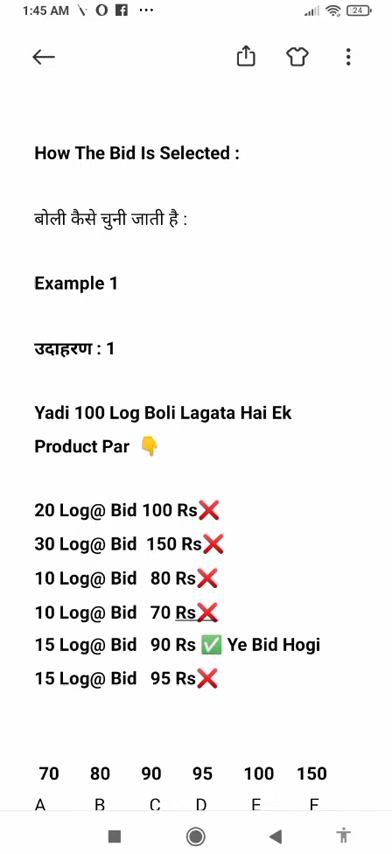 1:45 AM
24
How The Bid Is Selected :
बोली कैसे चुनी जाती है :
Example 1
उदाहरण : 1
Yadi 100 Log Boli Lagata Hai Ek
Product Par 👇
20 Log@ Bid 100 Rs❌
30 Log@ Bid 150 Rs❌
10 Log@ Bid 80 Rs❌
10 Log@ Bid 70 Rs❌
15 Log@ Bid 90 Rs ✅ Ye Bid Hogi
15 Log@ Bid 95 Rs❌
70 80 90 95 100 150
A B C D E F